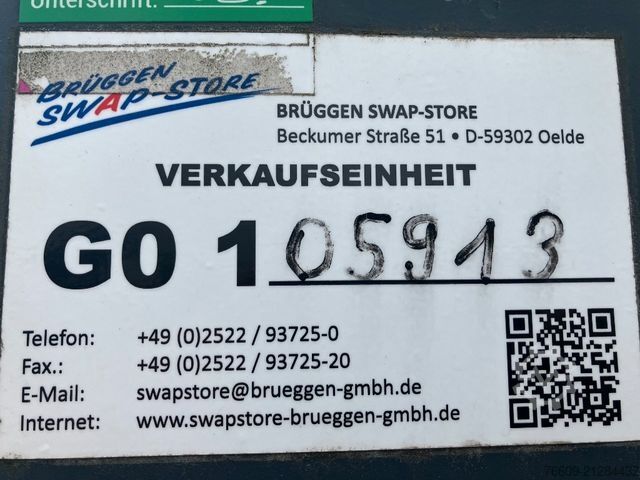 Unterschrift:
BRÜGGEN
SWAP-STORE
BRÜGGEN SWAP-STORE
Beckumer Straße 51 • D-59302 Oelde
VERKAUFSEINHEIT
G0 105913
Telefon: +49 (0)2522 / 93725-0
Fax.: +49 (0)2522 / 93725-20
E-Mail: swapstore@brueggen-gmbh.de
Internet: www.swapstore-brueggen-gmbh.de